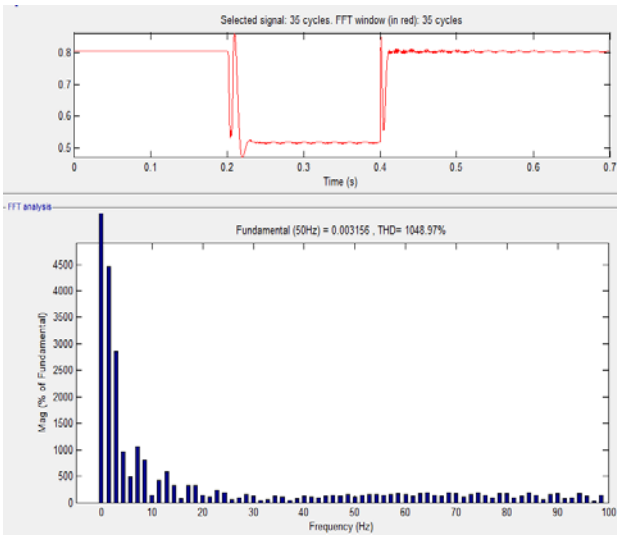 Selected signal: 35 cycles. FFT window (in red): 35 cycles
0.8
0.7
0.6
0.5
0 0.1 0.2 0.3 0.4 0.5 0.6 0.7
Time (s)
FFT analysis
Fundamental (50Hz) = 0.003156 , THD= 1048.97%
4500
4000
3500
3000
2500
2000
1500
1000
500
0
Mag (% of Fundamental)
0 10 20 30 40 50 60 70 80 90 100
Frequency (Hz)